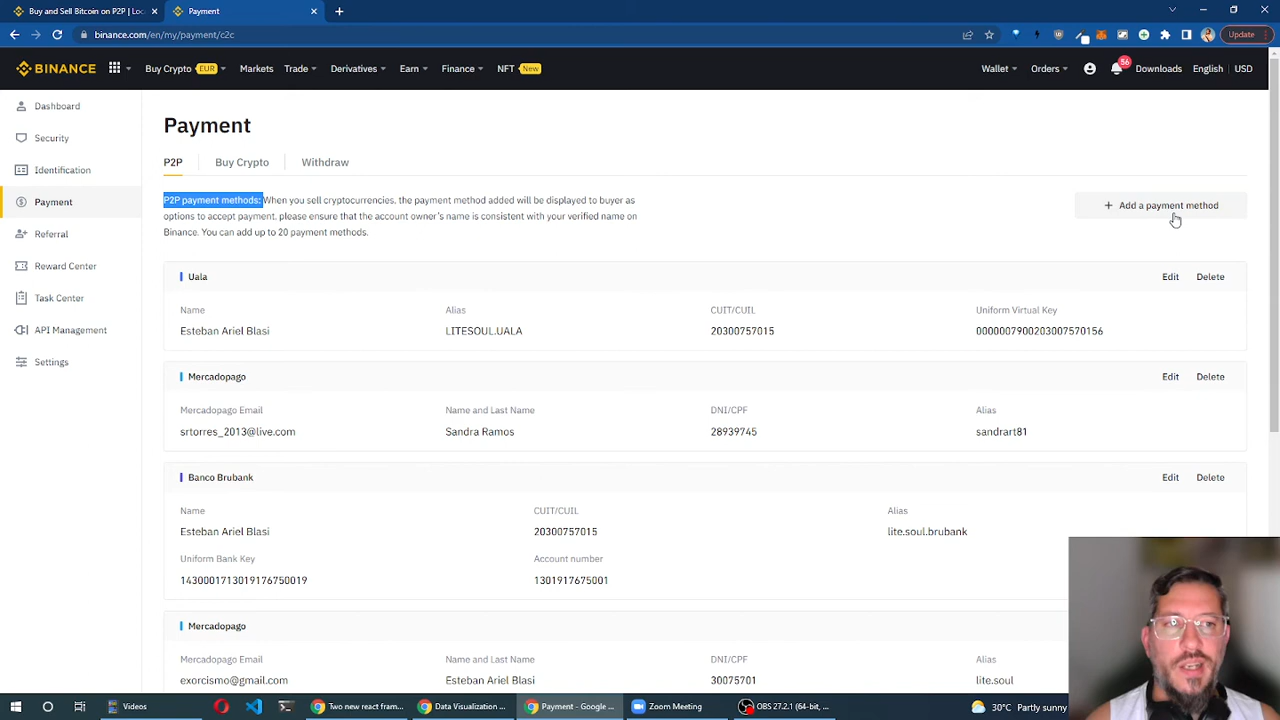 Buy and Sell Bitcoin on P2P | Loc
Payment
binance.com/en/my/payment/c2c
Update
BINANCE
Buy Crypto EUR
Markets
Trade
Derivatives
Earn
Finance
NFT New
Wallet
Orders
56
Downloads
English
USD
Dashboard
Security
Identification
Payment
Referral
Reward Center
Task Center
API Management
Settings
Payment
P2P
Buy Crypto
Withdraw
P2P payment methods: When you sell cryptocurrencies, the payment method added will be displayed to buyer as
options to accept payment, please ensure that the account owner's name is consistent with your verified name on
Binance. You can add up to 20 payment methods.
+ Add a payment method
Uala
Edit Delete
Name Alias CUIT/CUIL Uniform Virtual Key
Esteban Ariel Blasi LITESOUL.UALA 20300757015 0000007900203007570156
Mercadopago
Edit Delete
Mercadopago Email Name and Last Name DNI/CPF Alias
srtorres_2013@live.com Sandra Ramos 28939745 sandrart81
Banco Brubank
Edit Delete
Name CUIT/CUIL Alias
Esteban Ariel Blasi 20300757015 lite.soul.brubank
Uniform Bank Key Account number
1430001713019176750019 1301917675001
Mercadopago
Mercadopago Email Name and Last Name DNI/CPF Alias
exorcismo@gmail.com Esteban Ariel Blasi 30075701 lite.soul
Videos
Two new react fram...
Data Visualization ...
Payment - Google ...
Zoom Meeting
OBS 27.2.1 (64-bit, ...
30°C Partly sunny